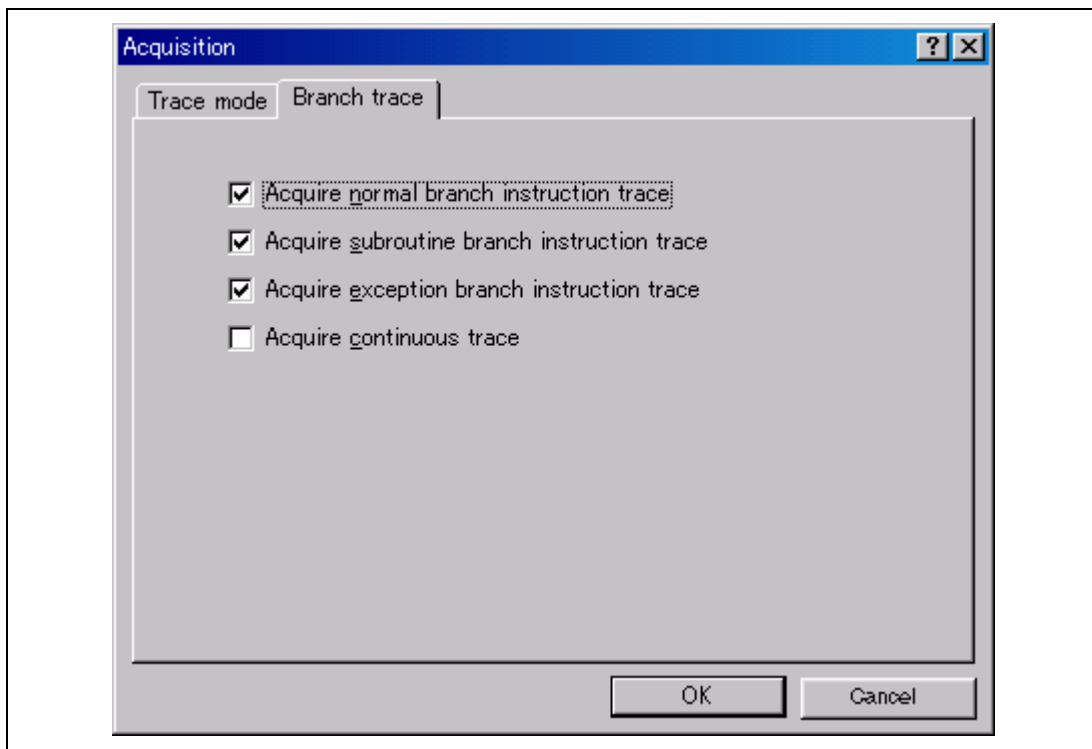 Acquisition
Trace mode
Branch trace
Acquire normal branch instruction trace
Acquire subroutine branch instruction trace
Acquire exception branch instruction trace
Acquire continuous trace
OK
Cancel